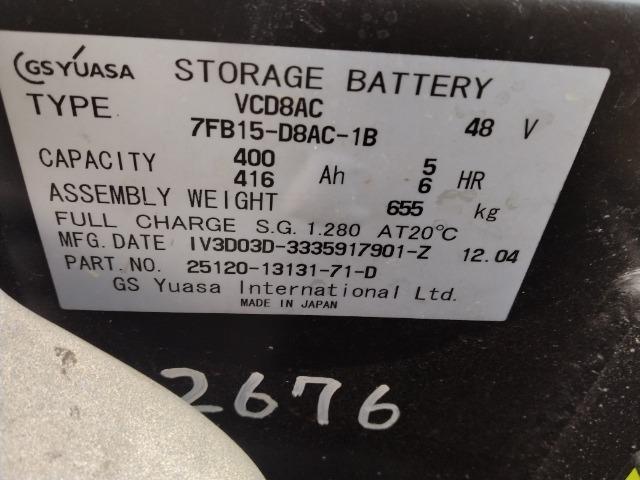 GS YUASA STORAGE BATTERY
TYPE VCD8AC
7FB15-D8AC-1B 48 V
CAPACITY 400 Ah 5 HR
416 6
ASSEMBLY WEIGHT 655 kg
FULL CHARGE S.G. 1.280 AT20℃
MFG. DATE IV3D03D-3335917901-Z 12.04
PART. NO. 25120-13131-71-D
GS Yuasa International Ltd.
MADE IN JAPAN
2676